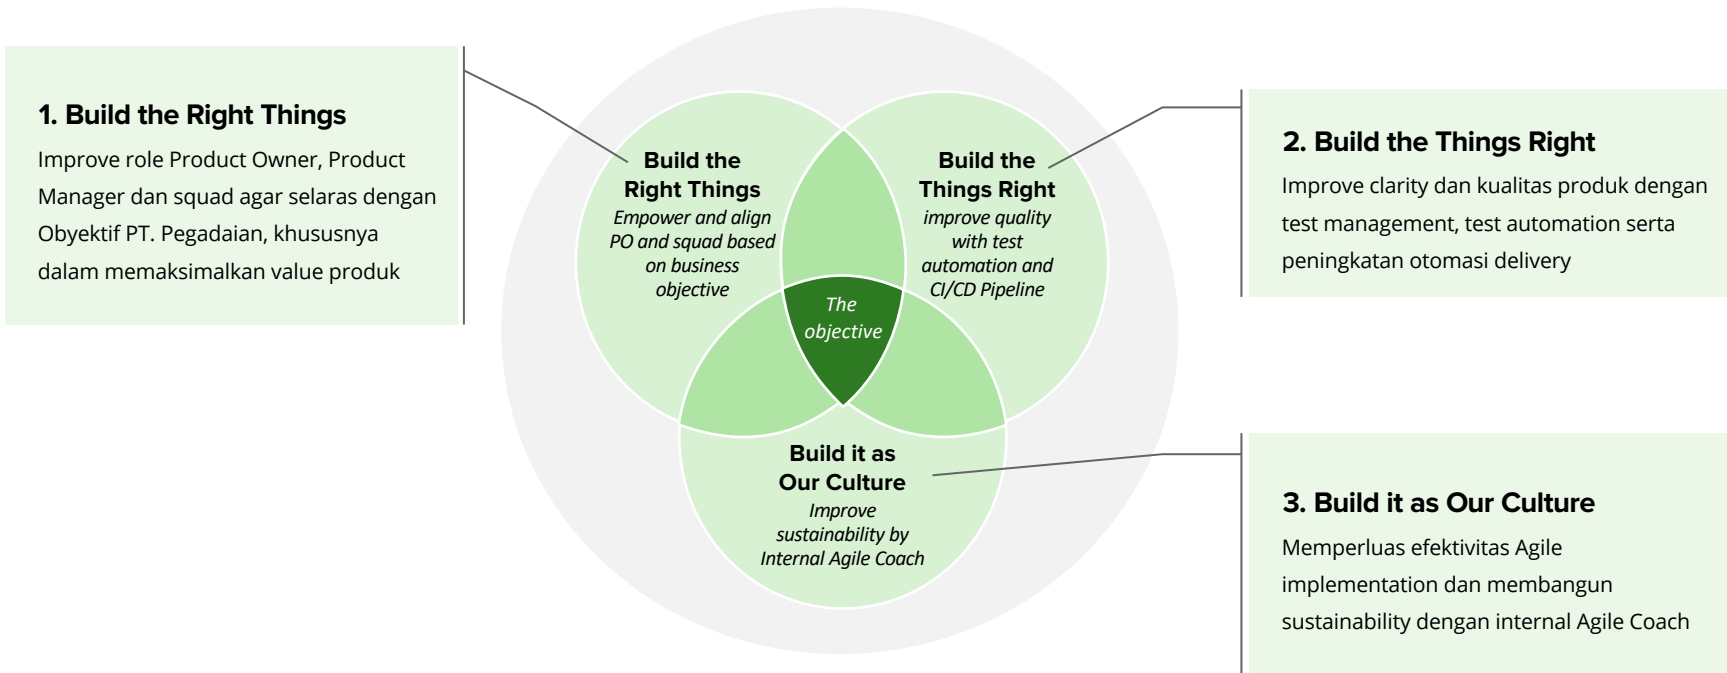 1. Build the Right Things
Improve role Product Owner, Product
Manager dan squad agar selaras dengan
Obyektif PT. Pegadaian, khususnya
dalam memaksimalkan value produk
Build the
Right Things
Empower and align
PO and squad based
on business
objective
Build the
Things Right
improve quality
with test
automation and
CI/CD Pipeline
The
objective
Build it as
Our Culture
Improve
sustainability by
Internal Agile Coach
2. Build the Things Right
Improve clarity dan kualitas produk dengan
test management, test automation serta
peningkatan otomasi delivery
3. Build it as Our Culture
Memperluas efektivitas Agile
implementation dan membangun
sustainability dengan internal Agile Coach